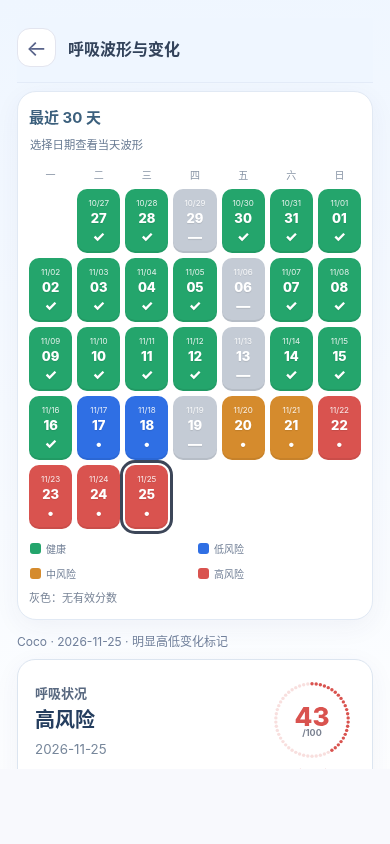 呼吸波形与变化
最近 30 天
选择日期查看当天波形
一 二 三 四 五 六 日
10/27 10/28 10/29 10/30 10/31 11/01
27 28 29 30 31 01
11/02 11/03 11/04 11/05 11/06 11/07 11/08
02 03 04 05 06 07 08
11/09 11/10 11/11 11/12 11/13 11/14 11/15
09 10 11 12 13 14 15
11/16 11/17 11/18 11/19 11/20 11/21 11/22
16 17 18 19 20 21 22
11/23 11/24 11/25
23 24 25
健康 低风险
中风险 高风险
灰色：无有效分数
Coco · 2026-11-25 · 明显高低变化标记
呼吸状况
高风险
2026-11-25
43
/100